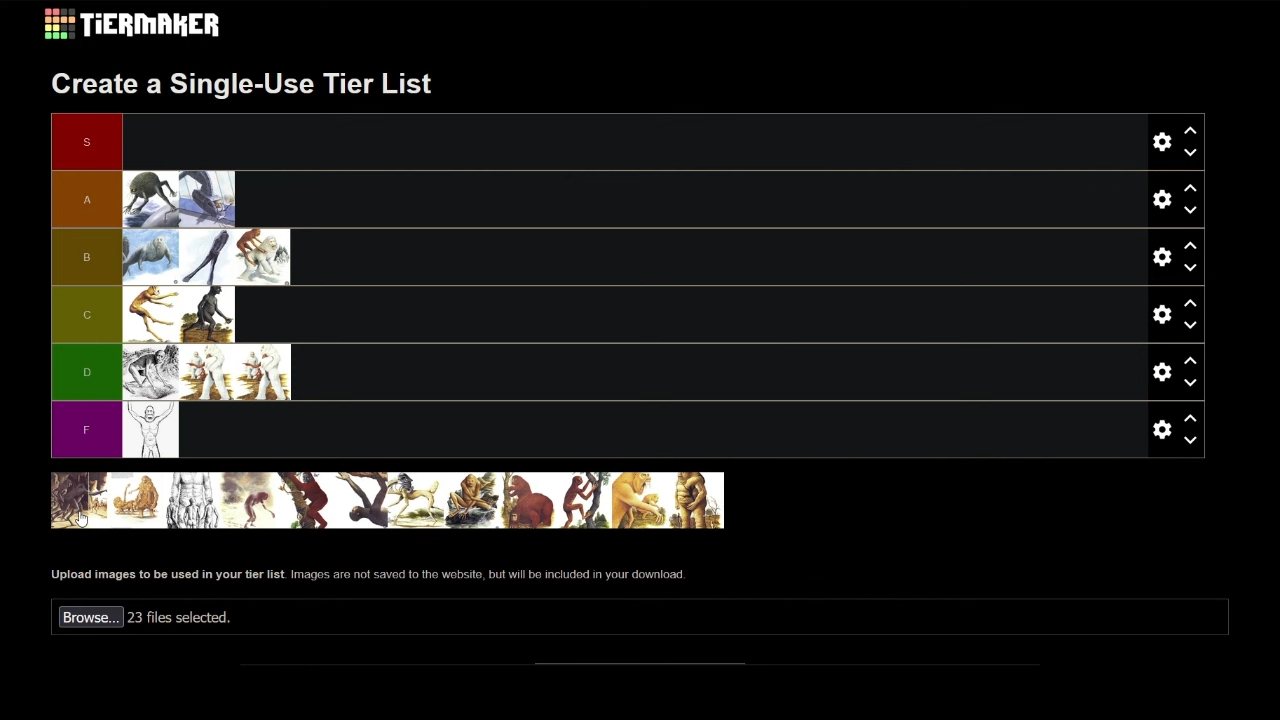 TiERMAKER
Create a Single-Use Tier List
S
A
B
C
D
F
Upload images to be used in your tier list. Images are not saved to the website, but will be included in your download.
Browse... 23 files selected.